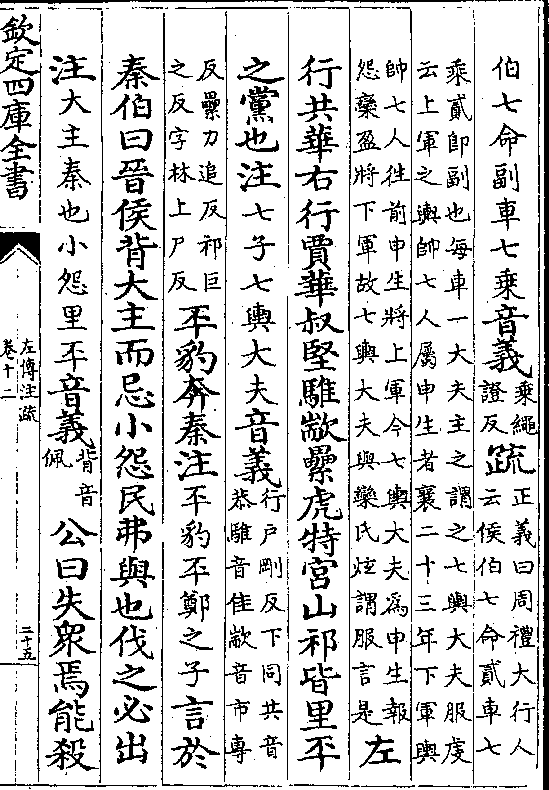 伯七命副車七乘音義乘繩證反疏正義曰周禮大行人云侯伯七命貳車七
乘貳即副也每車一大夫主之謂之七輿大夫服虔
云上軍之輿帥七人屬申生者襄二十三年下軍輿
帥七人往前申生將上軍今七輿大夫爲申生報
怨欒盈將下軍故七輿大夫與欒氏炫謂服言是左
行共華右行賈華叔堅騅歂纍虎特宮山祁皆里㔻
之黨也注七子七輿大夫音義行戶剛反下同共音恭騅音隹歂音市專
反纍力追反祁巨之反字林上尸反㔻豹奔秦注㔻豹㔻鄭之子言於
秦伯曰晉侯背大主而忌小怨民弗與也伐之必出
注大主秦也小怨里㔻音義背音佩公曰失衆焉能殺
欽定四庫全書
左傳注疏
卷十二
二十五